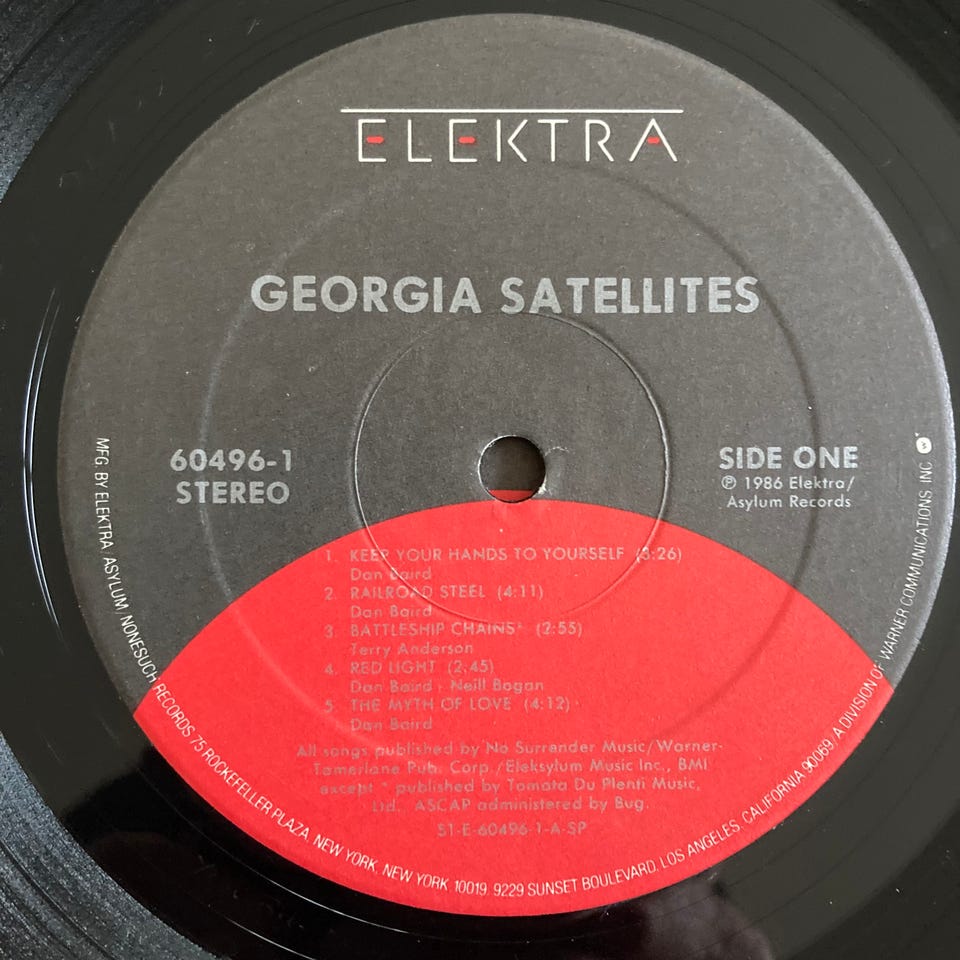 ELEKTRA
GEORGIA SATELLITES
60496-1
STEREO
SIDE ONE
℗ 1986 Elektra/
Asylum Records
1. KEEP YOUR HANDS TO YOURSELF (3:26)
Dan Baird
2. RAILROAD STEEL (4:11)
Dan Baird
3. BATTLESHIP CHAINS* (2:55)
Terry Anderson
4. RED LIGHT (2:45)
Dan Baird - Neill Bogan
5. THE MYTH OF LOVE (4:12)
Dan Baird
All songs published by No Surrender Music/Warner-
Tamerlane Pub. Corp./Eleksylum Music Inc., BMI
except * published by Tomata Du Plenti Music,
Ltd., ASCAP administered by Bug.
ST-E-60496-1-A-SP
MFG. BY ELEKTRA/ASYLUM/NONESUCH RECORDS 75 ROCKEFELLER PLAZA, NEW YORK, NEW YORK 10019. 9229 SUNSET BOULEVARD, LOS ANGELES, CALIFORNIA 90069. A DIVISION OF WARNER COMMUNICATIONS INC.